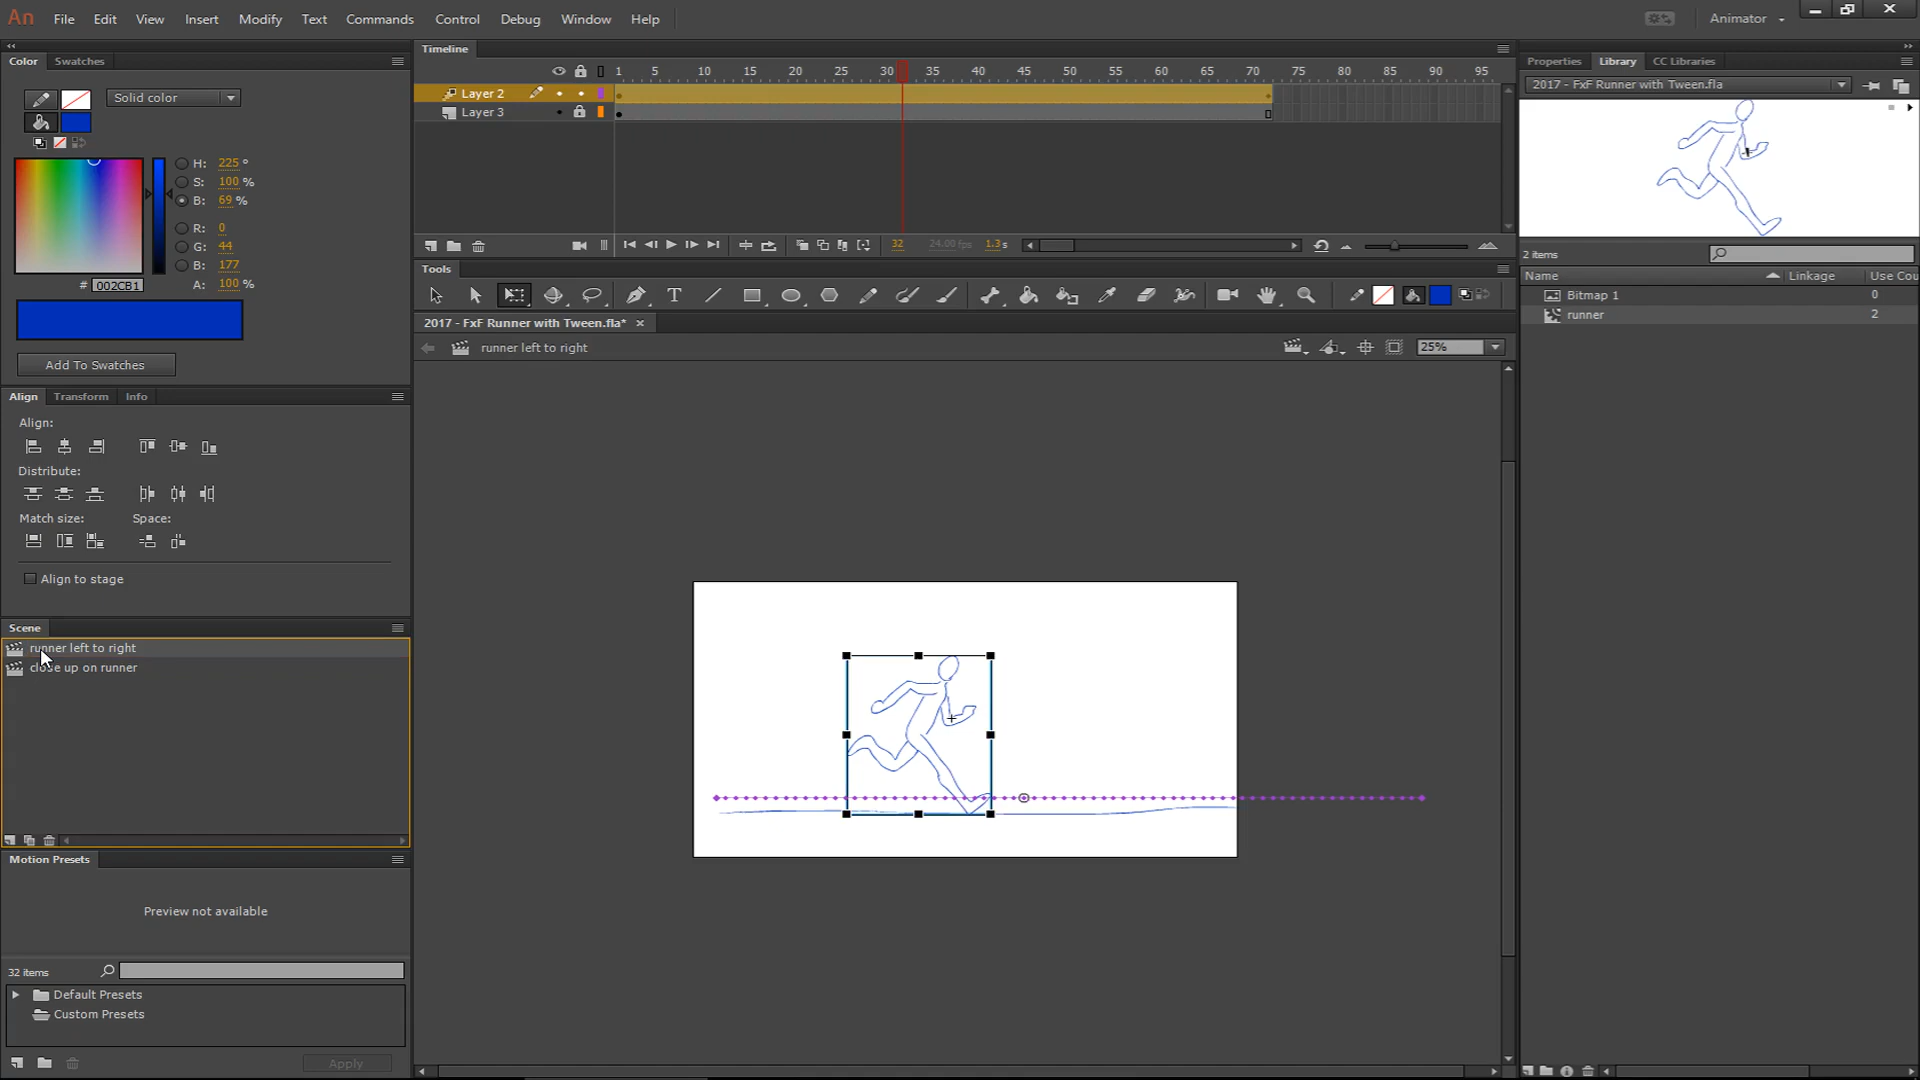 An File Edit View Insert Modify Text Commands Control Debug Window Help Animator
Color Swatches
Solid color
H: 225 °
S: 100 %
B: 69 %
R: 0
G: 44
B: 177
A: 100 %
# 002CB1
Add To Swatches
Align Transform Info
Align:
Distribute:
Match size: Space:
Align to stage
Scene
runner left to right
close up on runner
Motion Presets
Preview not available
32 items
Default Presets
Custom Presets
Apply
Timeline
1 5 10 15 20 25 30 35 40 45 50 55 60 65 70 75 80 85 90 95
Layer 2
Layer 3
32 24.00 fps 1.3 s
Tools
T
2017 - FxF Runner with Tween.fla*
runner left to right
25%
Properties Library CC Libraries
2017 - FxF Runner with Tween.fla
2 items
Name Linkage Use Cou
Bitmap 1 0
runner 2